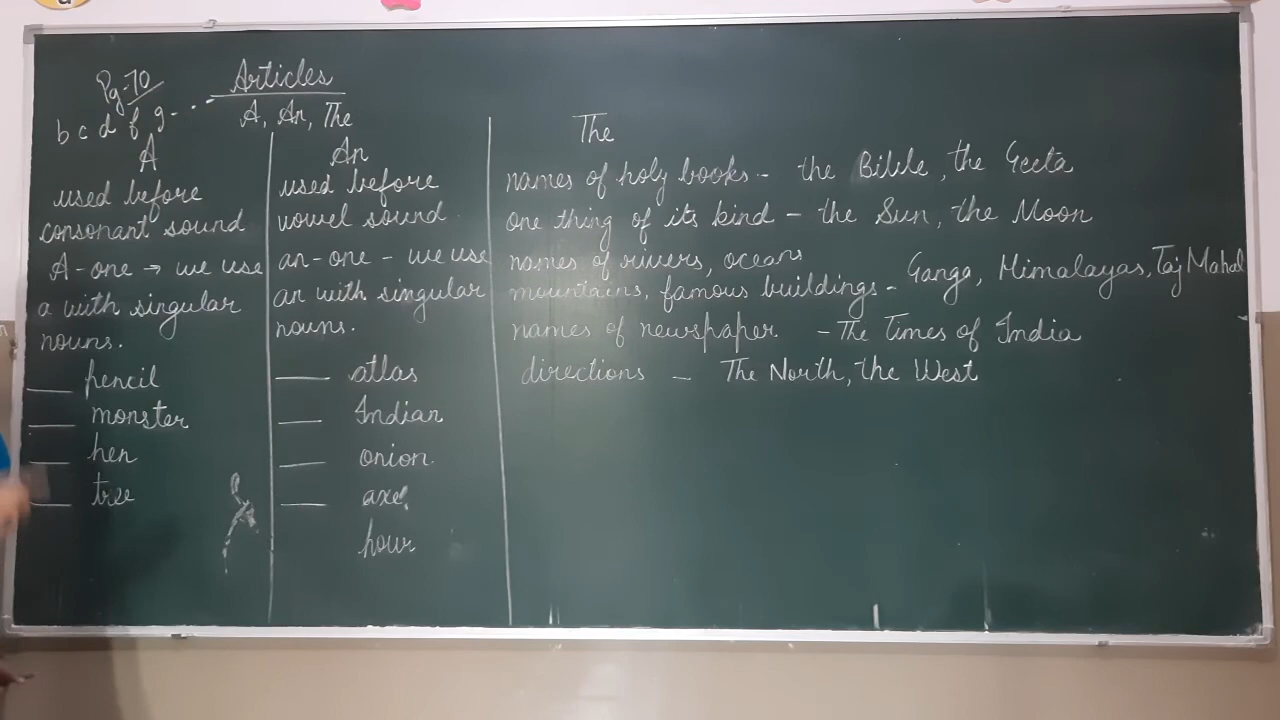 Pg-70
Articles
A, An, The
b c d f g - ...
A
used before
consonant sound
A-one → we use
a with singular
nouns.
___ pencil
___ monster
___ hen
___ tree
An
used before
vowel sound
an-one - we use
an with singular
nouns.
___ atlas
___ Indian
___ onion.
___ axe
hour
The
names of holy books - the Bible, the Geeta
one thing of its kind - the Sun, the Moon
names of rivers, oceans
mountains, famous buildings - Ganga, Himalayas, Taj Mahal
names of newspaper. - The Times of India
directions - The North, the West